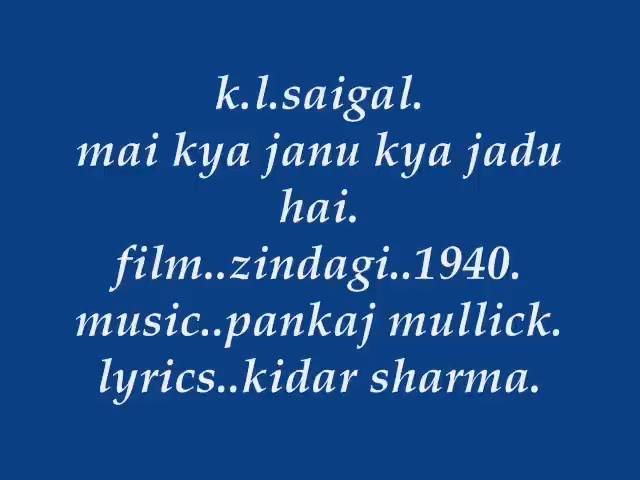 k.l.saigal.
mai kya janu kya jadu
hai.
film..zindagi..1940.
music..pankaj mullick.
lyrics..kidar sharma.